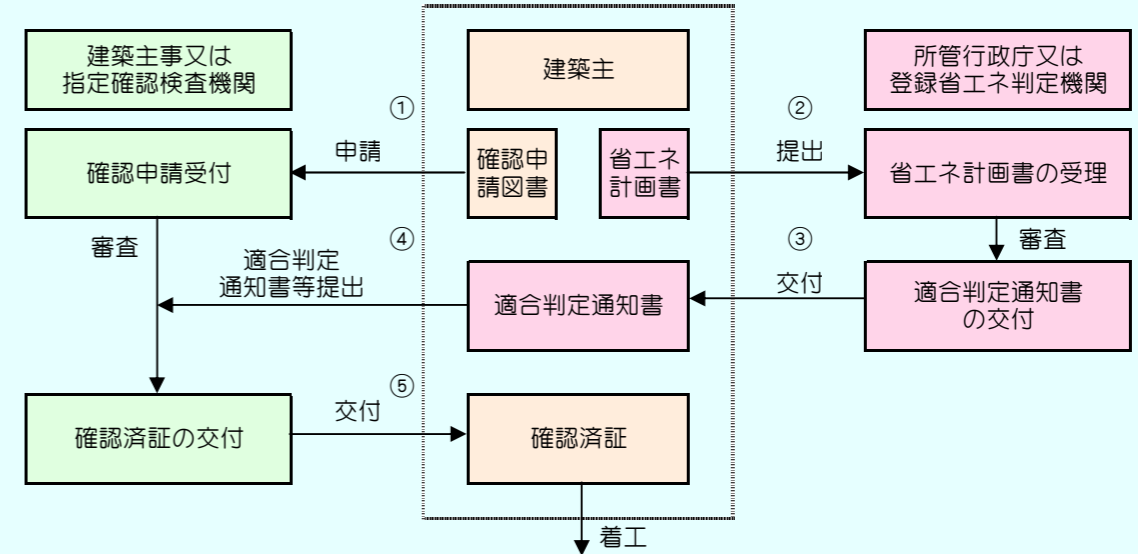 建築主事又は
指定確認検査機関
建築主
所管行政庁又は
登録省エネ判定機関
①
②
申請
提出
確認申請受付
確認申
請図書
省エネ
計画書
省エネ計画書の受理
審査
④
③
審査
適合判定
通知書等提出
交付
適合判定通知書
適合判定通知書
の交付
⑤
交付
確認済証の交付
確認済証
着工